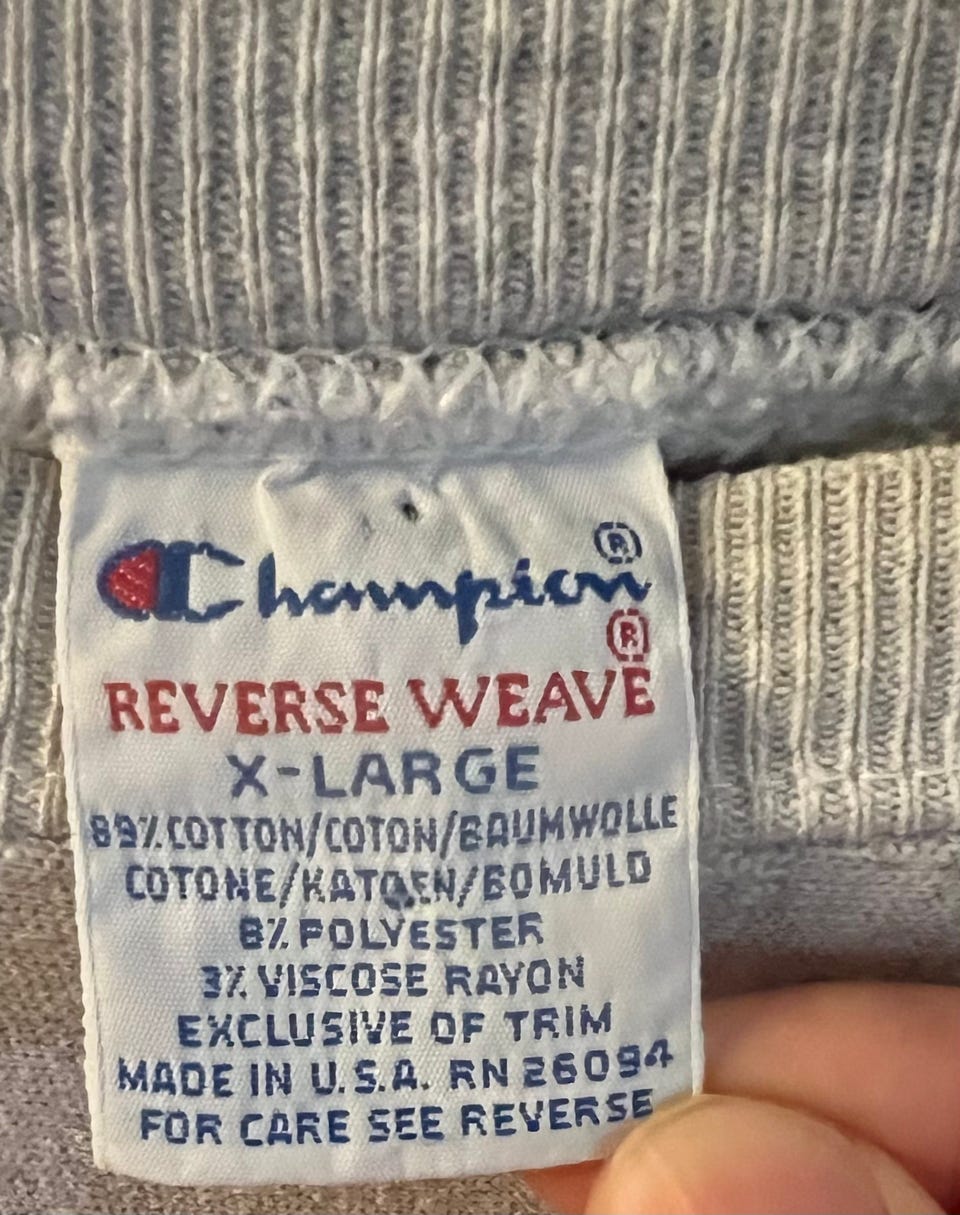 Champion®
REVERSE WEAVE®
X-LARGE
89% COTTON/COTON/BAUMWOLLE
COTONE/KATOEN/BOMULD
8% POLYESTER
3% VISCOSE RAYON
EXCLUSIVE OF TRIM
MADE IN U.S.A. RN 26094
FOR CARE SEE REVERSE